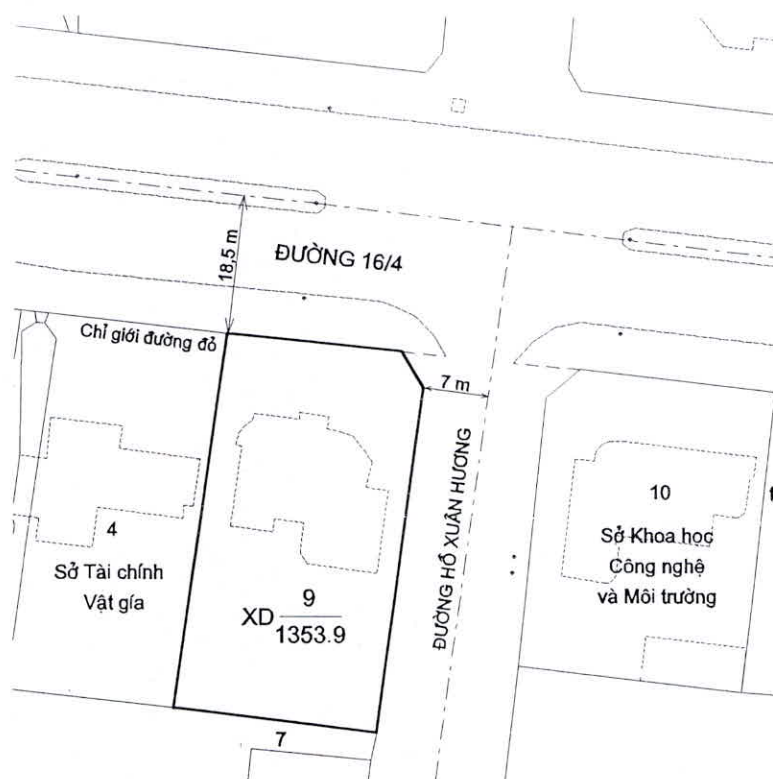 18,5 m
ĐƯỜNG 16/4
Chỉ giới đường đỏ
7 m
ĐƯỜNG HỒ XUÂN HƯƠNG
4
Sở Tài chính
Vật gía
XD 9
1353.9
10
Sở Khoa học
Công nghệ
và Môi trường
7